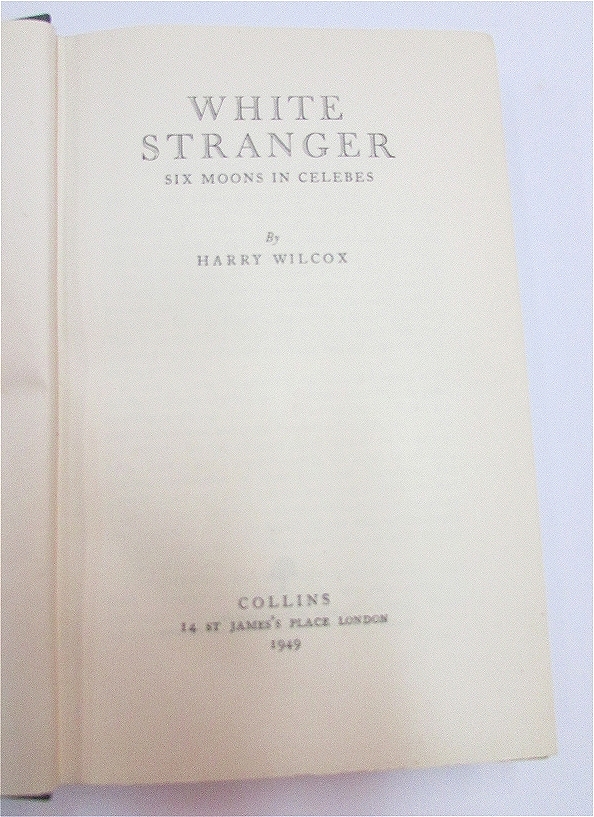 WHITE
STRANGER
SIX MOONS IN CELEBES
By
HARRY WILCOX
COLLINS
14 ST JAMES'S PLACE LONDON
1949